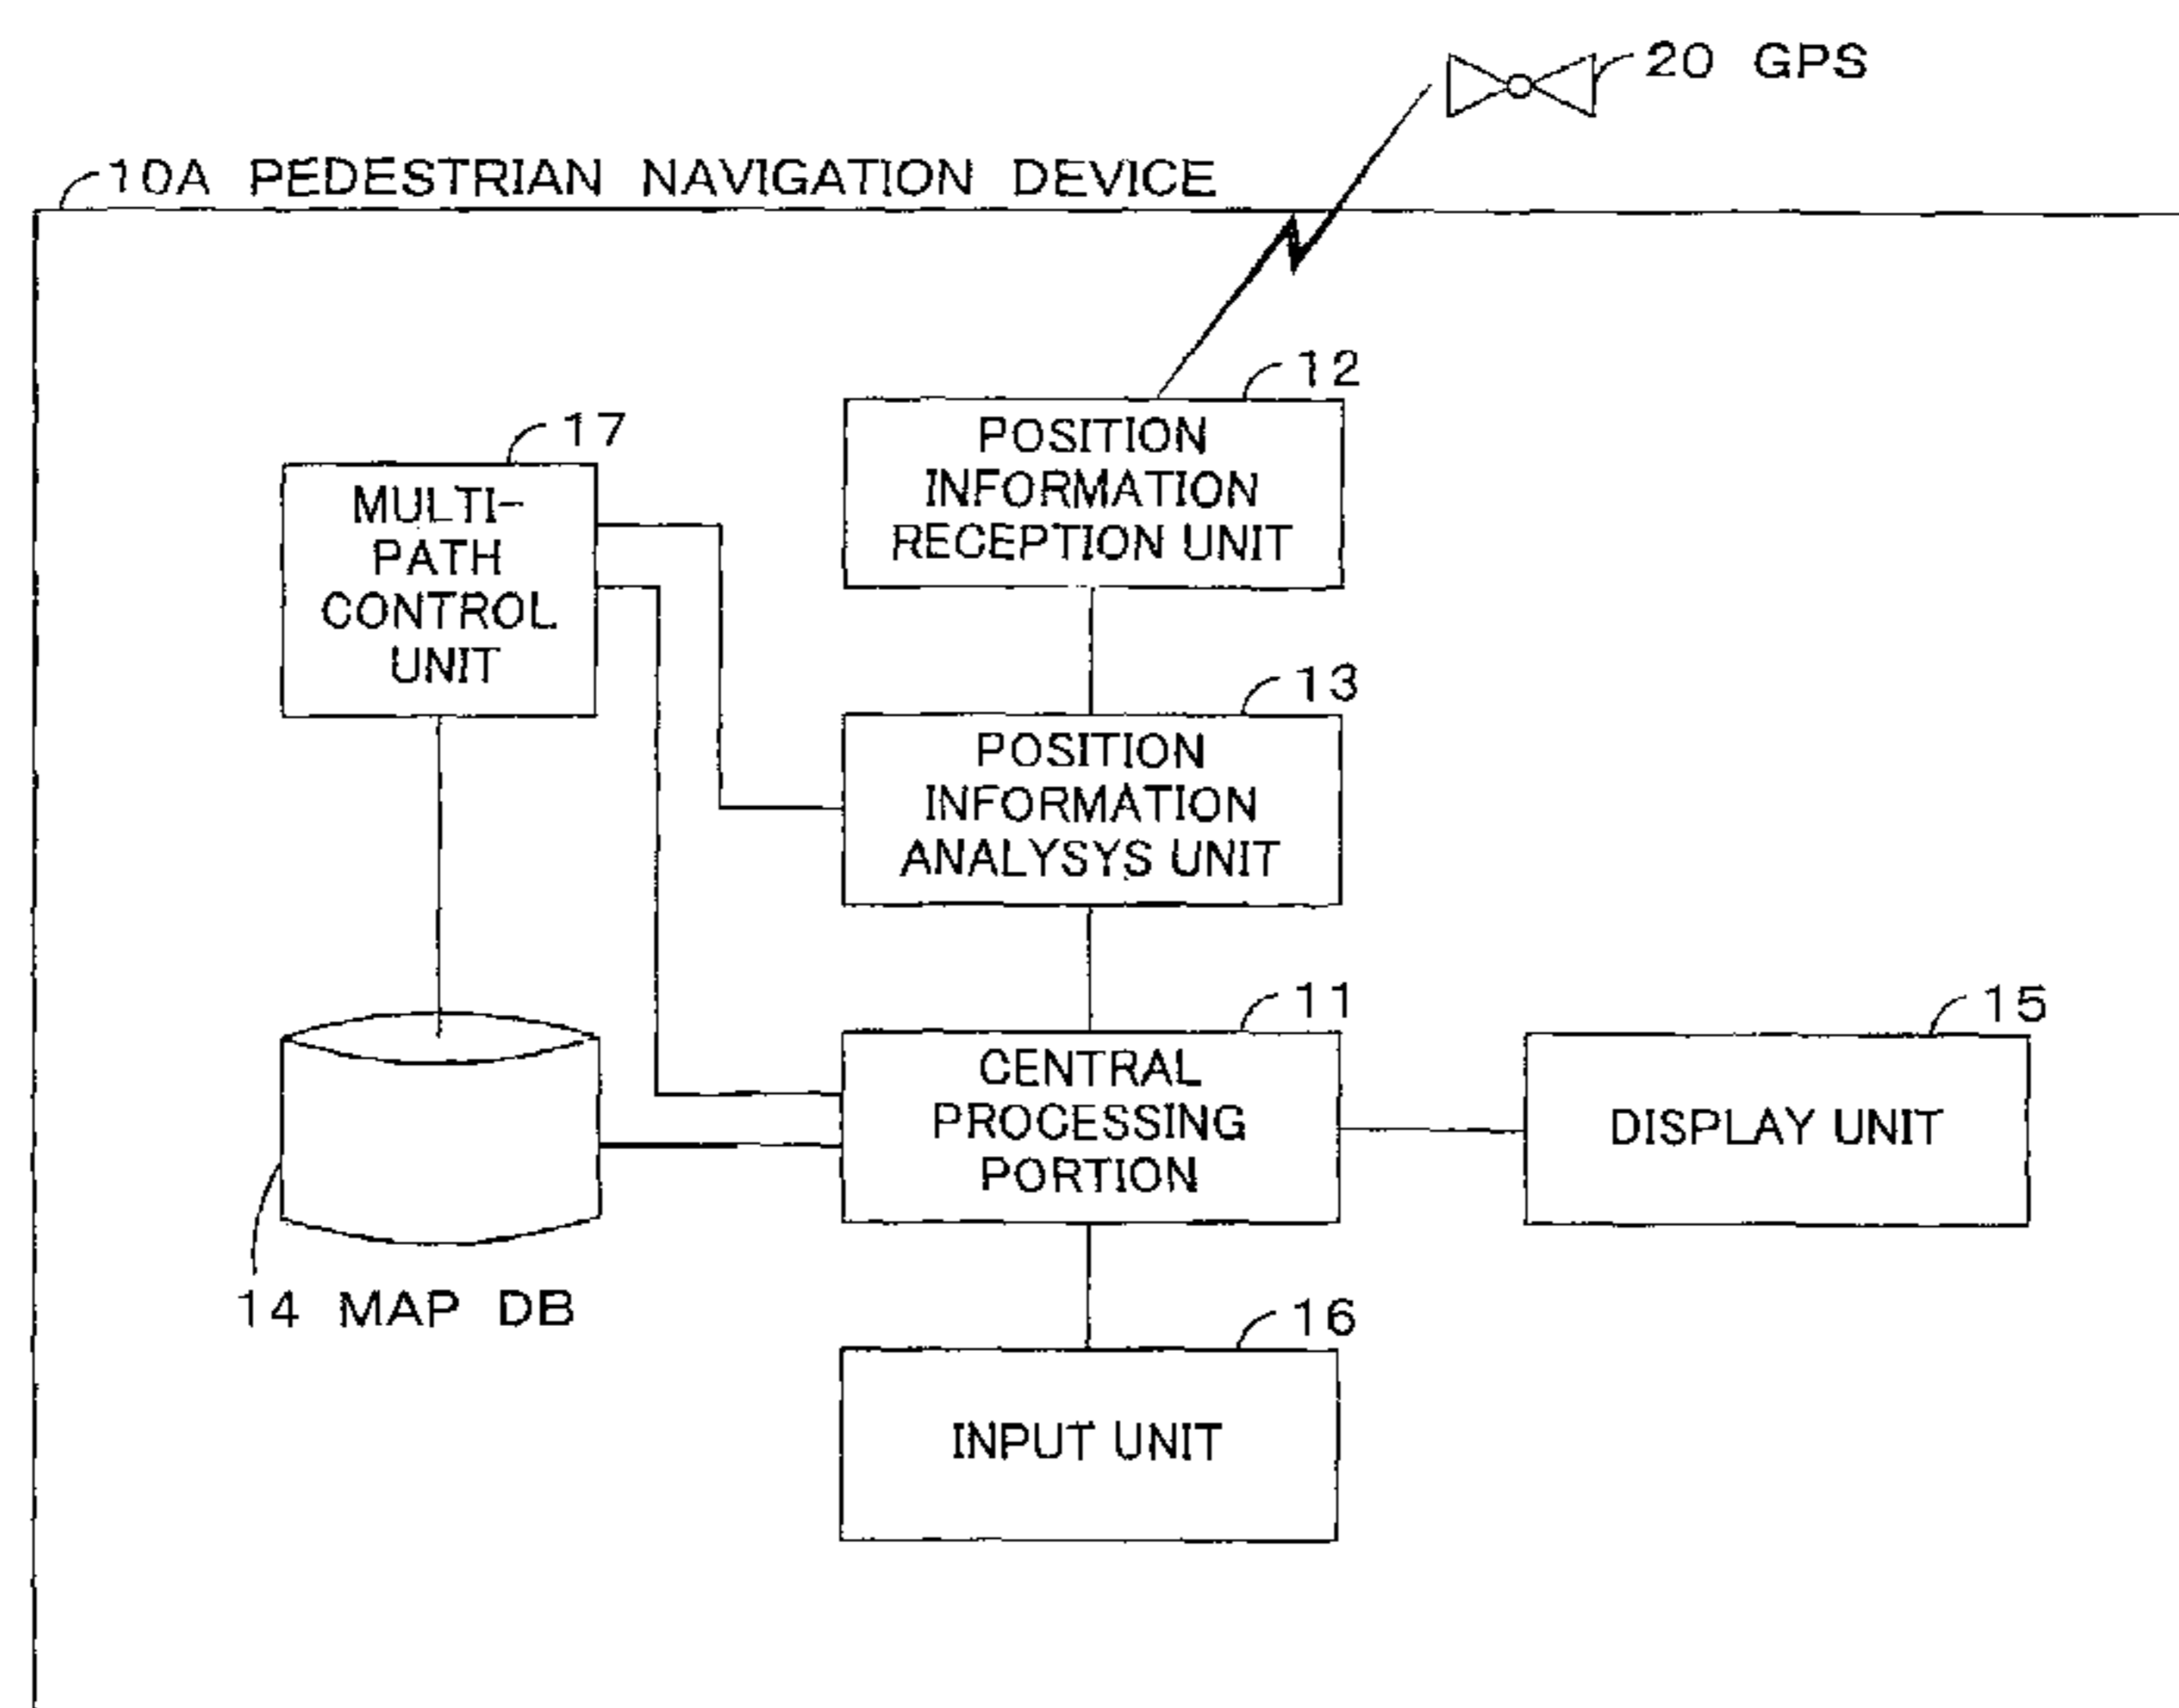 20 GPS
10A PEDESTRIAN NAVIGATION DEVICE
12
POSITION
INFORMATION
RECEPTION UNIT
17
MULTI-
PATH
CONTROL
UNIT
13
POSITION
INFORMATION
ANALYSYS UNIT
11
CENTRAL
PROCESSING
PORTION
15
DISPLAY UNIT
14 MAP DB
16
INPUT UNIT